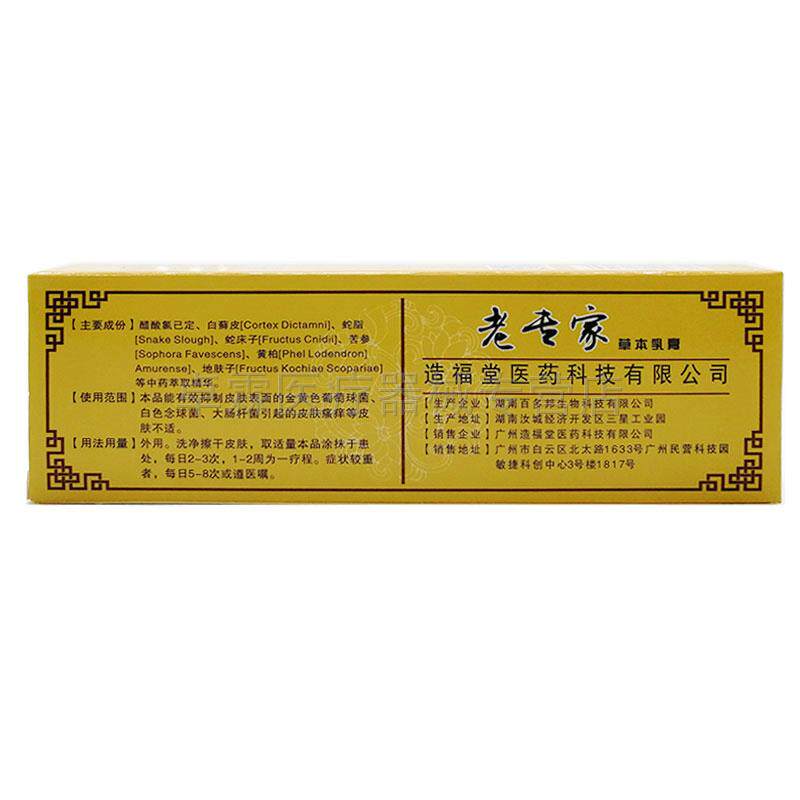 【主要成份】醋酸氯已定、白藓皮[Cortex Dictamni]、蛇脂
[Snake Slough]、蛇床子[Fructus Cnidii]、苦参
[Sophora Favescens]、黄柏[Phel Lodendron]
Amurense]、地肤子[Fructus Kochiae Scopariae]
等中药萃取精华。
【使用范围】本品能有效抑制皮肤表面的金黄色葡萄球菌、
白色念球菌、大肠杆菌引起的皮肤瘙痒等皮
肤不适。
【用法用量】外用。洗净擦干皮肤，取适量本品涂抹于患
处，每日2-3次，1-2周为一疗程。症状较重
者，每日5-8次或遵医嘱。
老专家 草本乳膏
造福堂医药科技有限公司
【生产企业】湖南百多邦生物科技有限公司
【生产地址】湖南汝城经济开发区三星工业园
【销售企业】广州造福堂医药科技有限公司
【销售地址】广州市白云区北太路1633号广州民营科技园
敏捷科创中心3号楼1817号